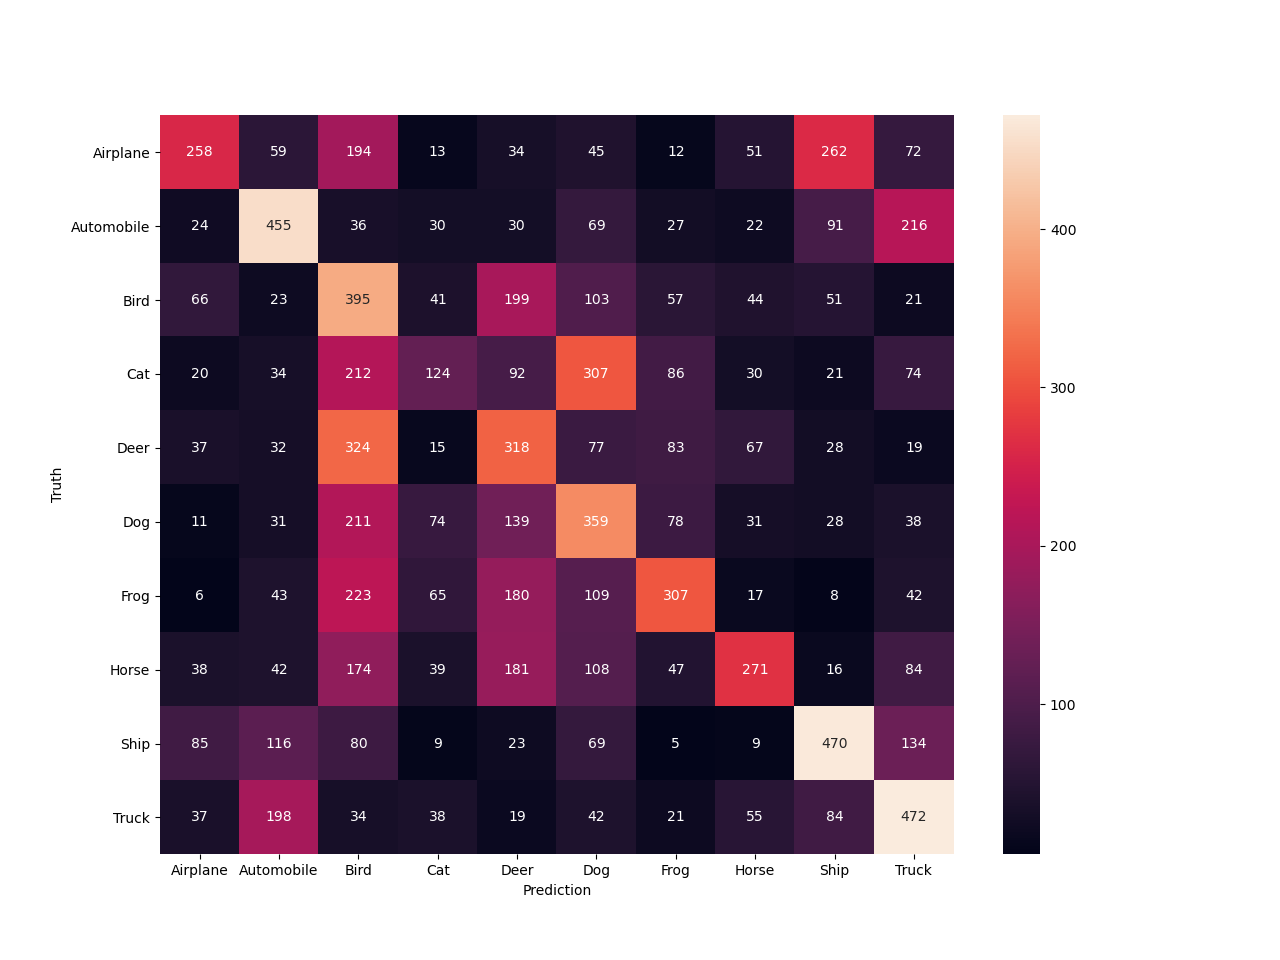 Airplane 258 59 194 13 34 45 12 51 262 72
Automobile 24 455 36 30 30 69 27 22 91 216
400
Bird 66 23 395 41 199 103 57 44 51 21
Cat 20 34 212 124 92 307 86 30 21 74
300
Deer 37 32 324 15 318 77 83 67 28 19
Truth
Dog 11 31 211 74 139 359 78 31 28 38
200
Frog 6 43 223 65 180 109 307 17 8 42
Horse 38 42 174 39 181 108 47 271 16 84
100
Ship 85 116 80 9 23 69 5 9 470 134
Truck 37 198 34 38 19 42 21 55 84 472
Airplane Automobile Bird Cat Deer Dog Frog Horse Ship Truck
Prediction